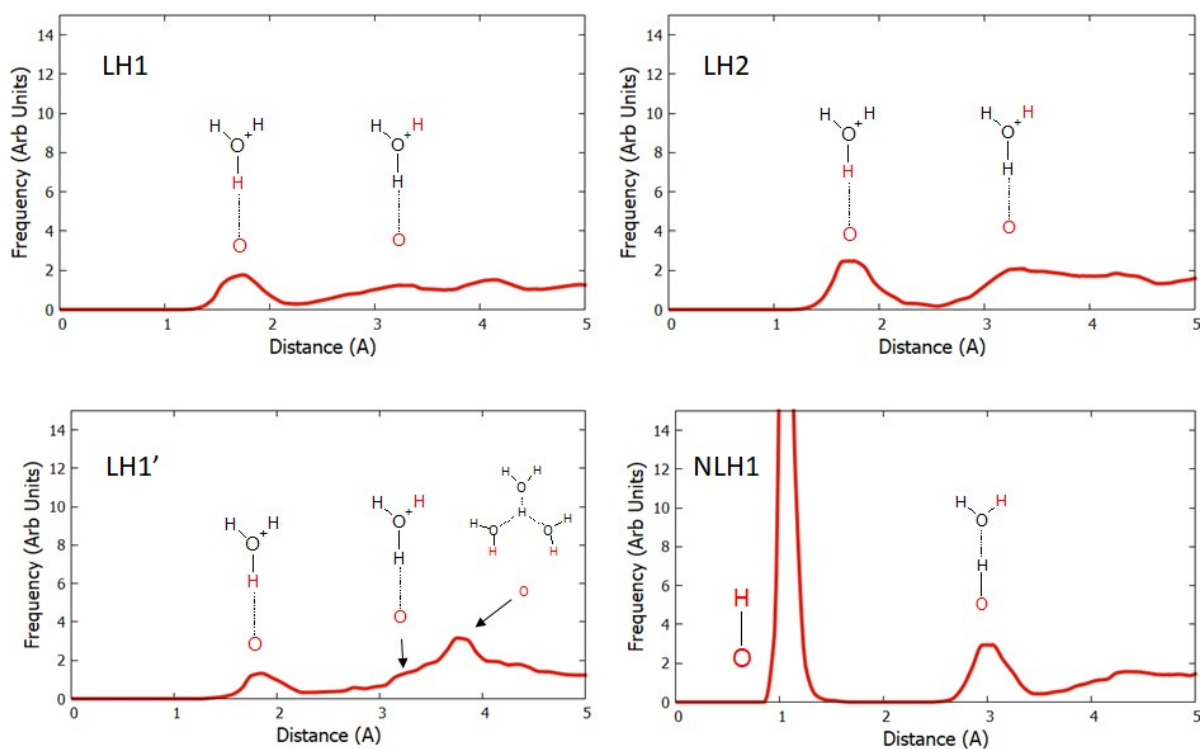 LH1
Frequency (Arb Units)
14
12
10
8
6
4
2
0
H H
O+
H
O
H H
O+
H
O
0 1 2 3 4 5
Distance (A)
LH2
Frequency (Arb Units)
14
12
10
8
6
4
2
0
H H
O+
H
O
H H
O+
H
O
0 1 2 3 4 5
Distance (A)
LH1’
Frequency (Arb Units)
14
12
10
8
6
4
2
0
H H
O+
H
O
H H
O+
H
O
H H
O
H
H O O H
H H
O
0 1 2 3 4 5
Distance (A)
NLH1
Frequency (Arb Units)
14
12
10
8
6
4
2
0
H
O
H H
O
H
O
0 1 2 3 4 5
Distance (A)